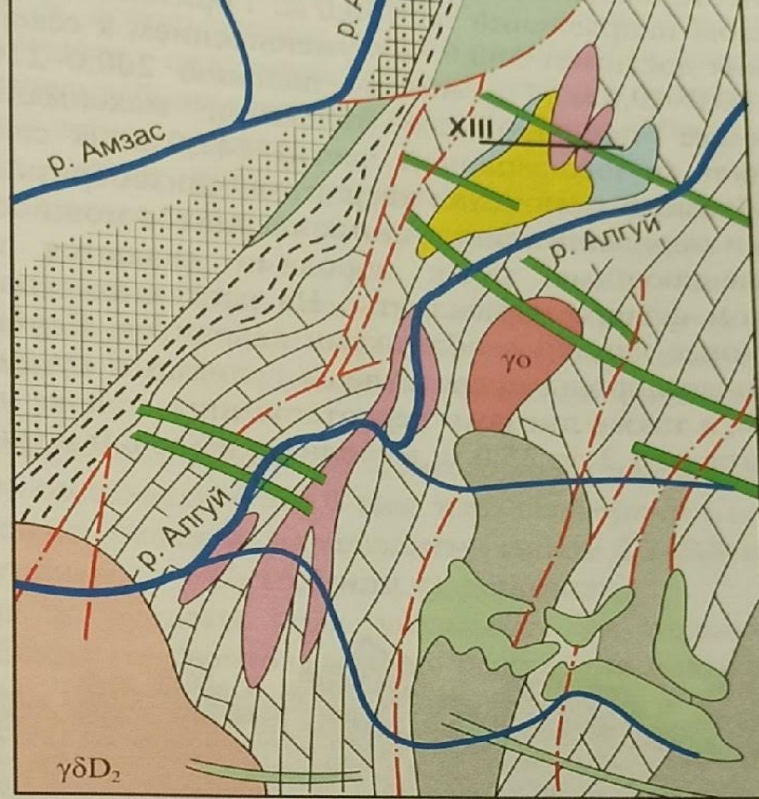 р. А
р. Амзас
XIII
р. Алгуй
γο
р. Алгуй
γδD₂